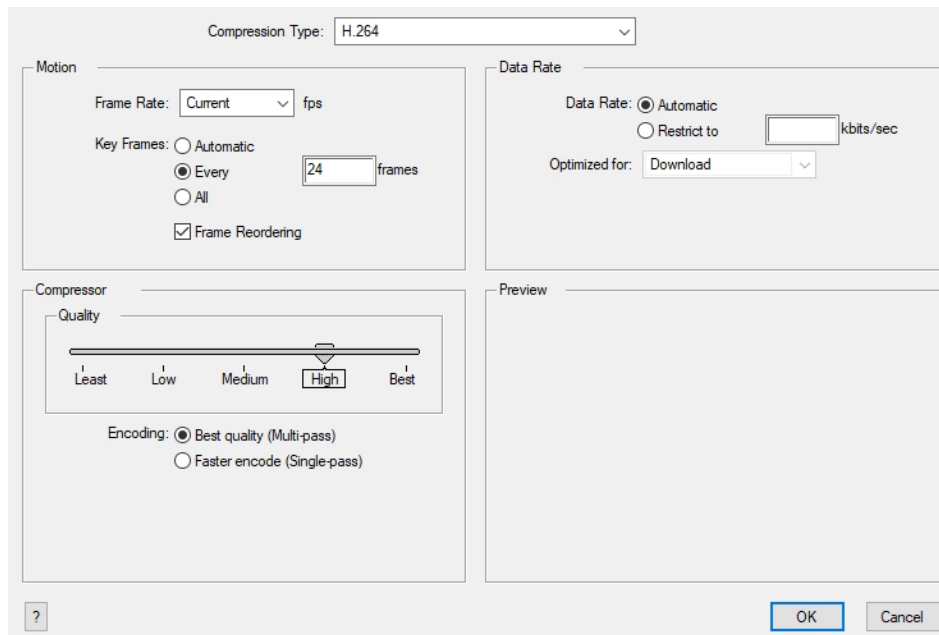 Compression Type: H.264
Motion
Frame Rate: Current fps
Key Frames: Automatic
Every 24 frames
All
Frame Reordering
Data Rate
Data Rate: Automatic
Restrict to kbits/sec
Optimized for: Download
Compressor
Quality
Least Low Medium High Best
Encoding: Best quality (Multi-pass)
Faster encode (Single-pass)
Preview
? OK Cancel